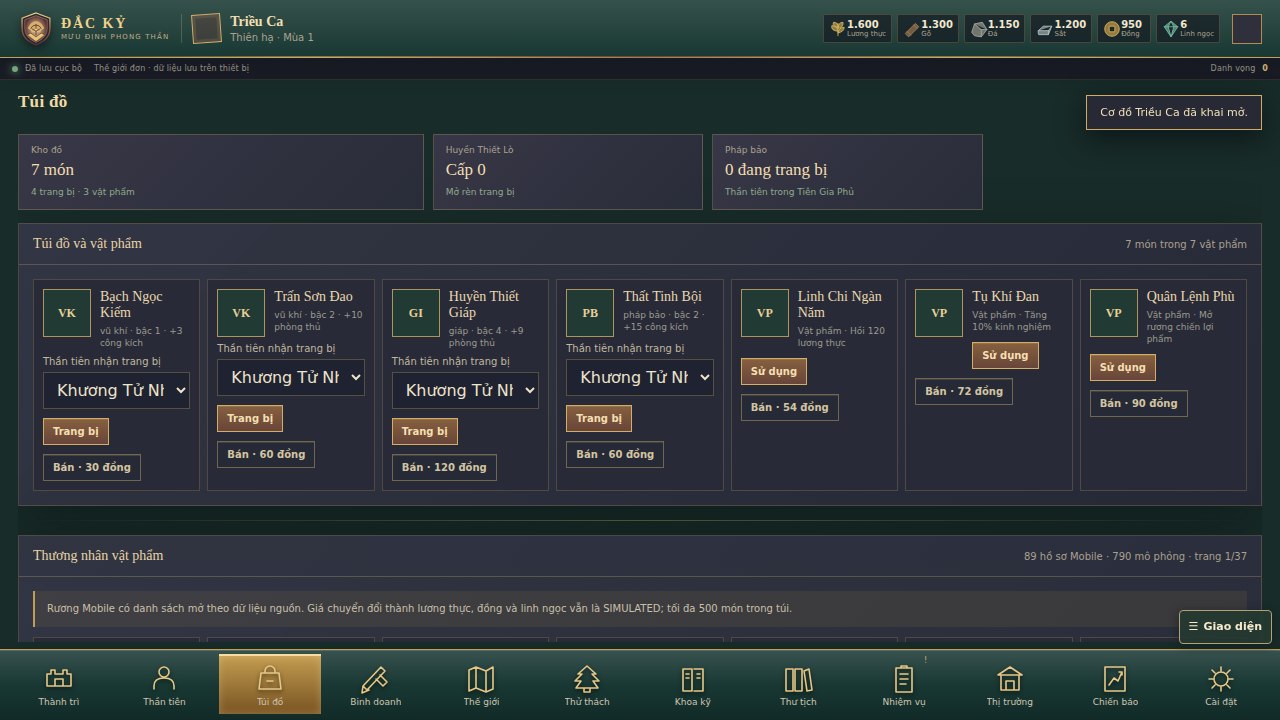 ĐẮC KỶ
MƯU ĐỊNH PHONG THẦN
Triều Ca
Thiên hạ · Mùa 1
1.600
Lương thực
1.300
Gỗ
1.150
Đá
1.200
Sắt
950
Đồng
6
Linh ngọc
Đã lưu cục bộ
Thế giới đơn · dữ liệu lưu trên thiết bị
Danh vọng 0
Túi đồ
Cơ đồ Triều Ca đã khai mở.
Kho đồ
7 món
4 trang bị · 3 vật phẩm
Huyền Thiết Lò
Cấp 0
Mở rèn trang bị
Pháp bảo
0 đang trang bị
Thần tiên trong Tiên Gia Phủ
Túi đồ và vật phẩm
7 món trong 7 vật phẩm
VK
Bạch Ngọc
Kiếm
vũ khí · bậc 1 · +3
công kích
Thần tiên nhận trang bị
Khương Tử Nh
Trang bị
Bán · 30 đồng
VK
Trấn Sơn Đao
vũ khí · bậc 2 · +10
phòng thủ
Thần tiên nhận trang bị
Khương Tử Nh
Trang bị
Bán · 60 đồng
GI
Huyền Thiết
Giáp
giáp · bậc 4 · +9
phòng thủ
Thần tiên nhận trang bị
Khương Tử Nh
Trang bị
Bán · 120 đồng
PB
Thất Tinh Bội
pháp bảo · bậc 2 ·
+15 công kích
Thần tiên nhận trang bị
Khương Tử Nh
Trang bị
Bán · 60 đồng
VP
Linh Chi Ngàn
Năm
Vật phẩm · Hồi 120
lương thực
Sử dụng
Bán · 54 đồng
VP
Tụ Khí Đan
Vật phẩm · Tăng
10% kinh nghiệm
Sử dụng
Bán · 72 đồng
VP
Quân Lệnh Phù
Vật phẩm · Mở
rương chiến lợi
phẩm
Sử dụng
Bán · 90 đồng
Thương nhân vật phẩm
89 hồ sơ Mobile · 790 mô phỏng · trang 1/37
Rương Mobile có danh sách mở theo dữ liệu nguồn. Giá chuyển đổi thành lương thực, đồng và linh ngọc vẫn là SIMULATED; tối đa 500 món trong túi.
☰ Giao diện
Thành trì
Thần tiên
Túi đồ
Binh doanh
Thế giới
Thử thách
Khoa kỹ
Thư tịch
!
Nhiệm vụ
Thị trường
Chiến báo
Cài đặt